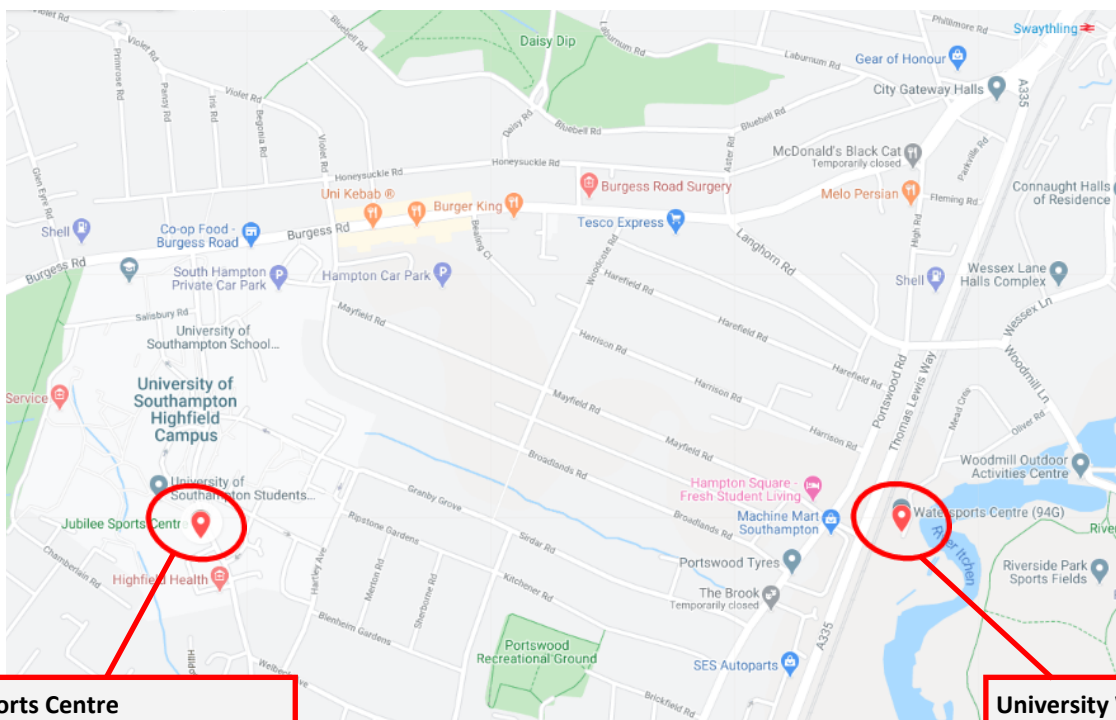 Phillimore Rd
Swaythling
Violet Rd
Bluebell Rd
Laburnum Rd
Daisy Dip
Laburnum Rd
Gear of Honour
A335
City Gateway Halls
Primrose Rd
Pansy Rd
Iris Rd
Violet Rd
Begonia Rd
Daisy Rd
Bluebell Rd
Bluebell Rd
Violet Rd
Aster Rd
McDonald's Black Cat
Temporarily closed
Parkville Rd
Honeysuckle Rd
Honeysuckle Rd
Glen Eyre Rd
Uni Kebab ®
Burgess Road Surgery
Melo Persian
Fleming Rd
Connaught Halls
of Residence
Burger King
Tesco Express
Shell
Co-op Food -
Burgess Road
Burgess Rd
Bealing Ct
High Rd
Langhorn Rd
Woodcote Rd
Burgess Rd
South Hampton
Private Car Park
Hampton Car Park
Harefield Rd
Shell
Wessex Lane
Halls Complex
Wessex Ln
Salisbury Rd
Mayfield Rd
University of
Southampton School...
Harefield Rd
Harrison Rd
Woodmill Ln
University of
Southampton
Highfield
Campus
Service
Harefield Rd
Portswood Rd
Thomas Lewis Way
Harrison Rd
Mayfield Rd
Mead Cres
Oliver Rd
Harrison Rd
Mayfield Rd
Broadlands Rd
Woodmill Outdoor
Activities Centre
University of
Southampton Students...
Hampton Square -
Fresh Student Living
Granby Grove
Jubilee Sports Centr
Watersports Centre (94G)
Machine Mart
Southampton
Broadlands Rd
River
River Itchen
Ripstone Gardens
Sirdar Rd
Chamberlain Rd
Hartley Ave
Highfield Health
Merton Rd
Sherborne Rd
Kitchener Rd
Portswood Tyres
Riverside Park
Sports Fields
The Brook
Temporarily closed
Blenheim Gardens
Portswood
Recreational Ground
A335
SES Autoparts
Brickfield Rd
orts Centre
University